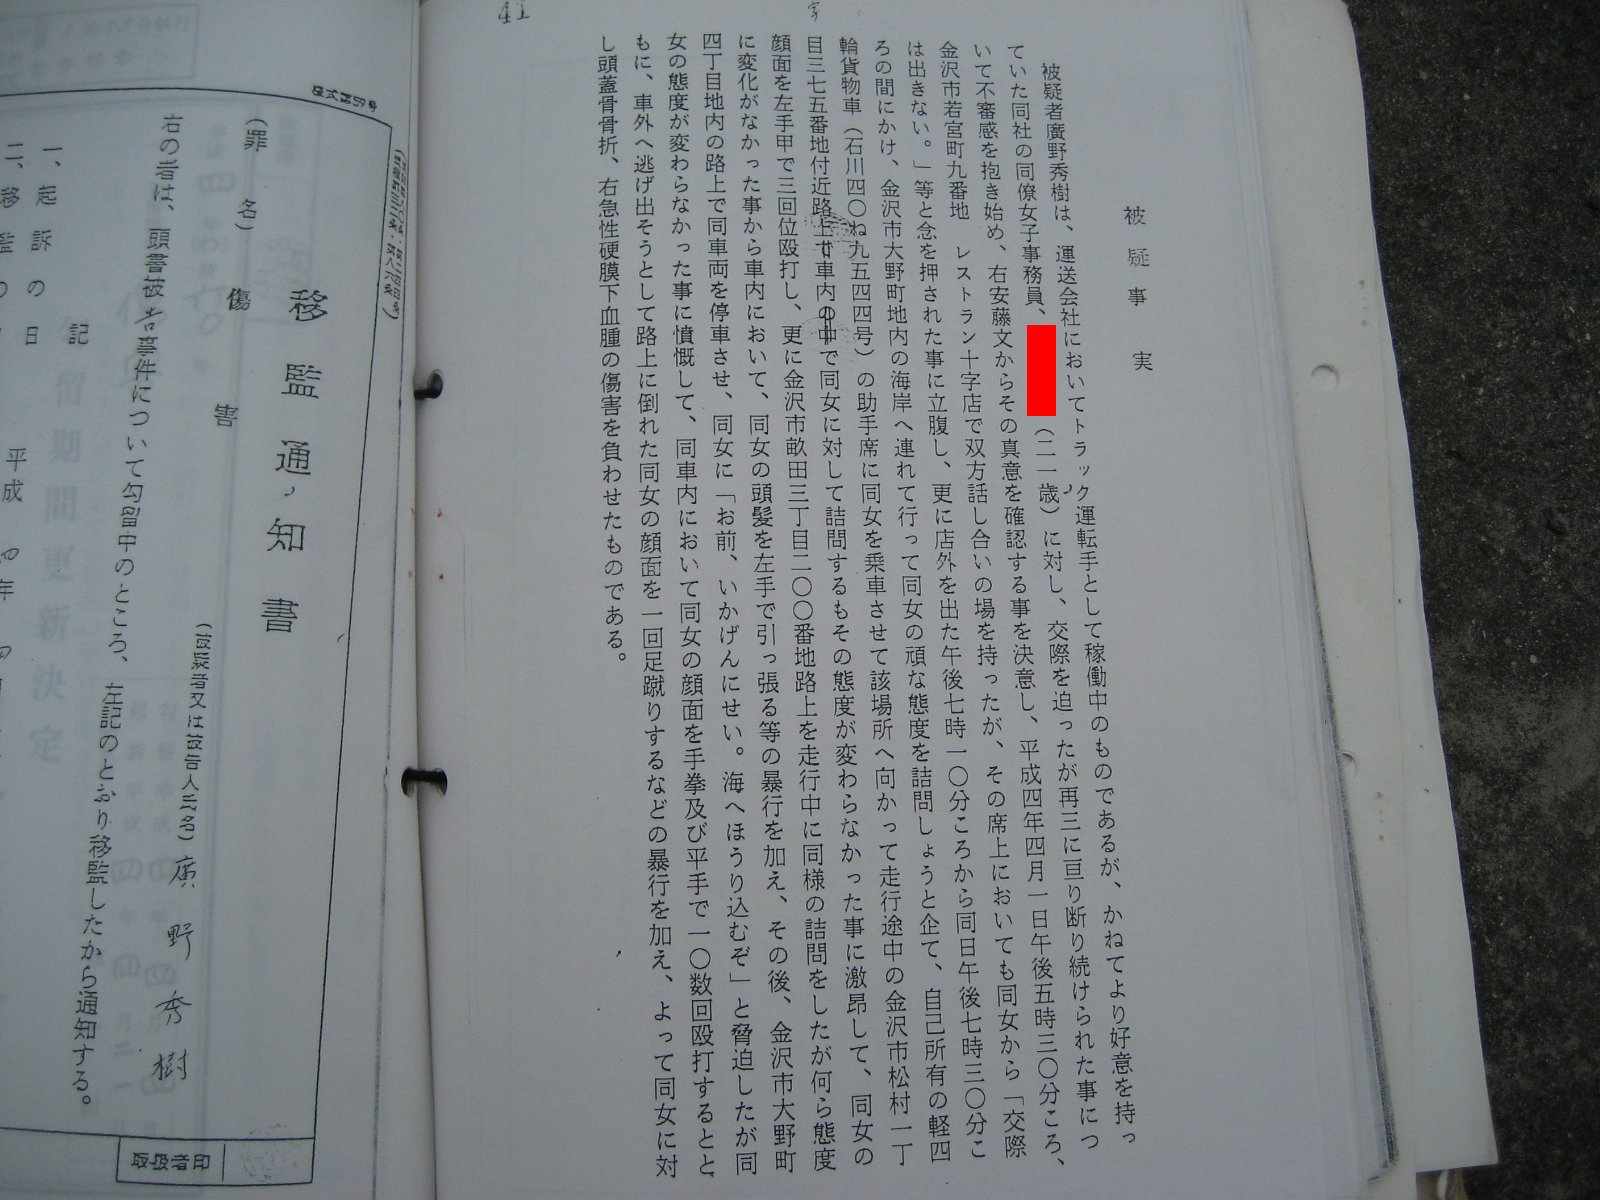 被疑事実
被疑者廣野秀樹は、運送会社においてトラック運転手として稼働中のものであるが、かねてより好意を持っ
ていた同社の同僚女子事務員、
（二一歳）に対し、交際を迫ったが再三に亘り断り続けられた事につ
いて不審感を抱き始め、右安藤文からその真意を確認する事を決意し、平成四年四月一日午後五時三〇分ころ、
金沢市若宮町九番地 レストラン十字店で双方話し合いの場を持ったが、その席上においても同女から「交際
は出きない。」等と念を押された事に立腹し、更に店外を出た午後七時一〇分ころから同日午後七時三〇分こ
ろの間にかけ、金沢市大野町地内の海岸へ連れて行って同女の頑な態度を詰問しようと企て、自己所有の軽四
輪貨物車（石川四〇ね九五四四号）の助手席に同女を乗車させて該場所へ向かって走行途中の金沢市松村一丁
目三七五番地付近路上で車内の中で同女に対して詰問するもその態度が変わらなかった事に激昂して、同女の
顔面を左手甲で三回位殴打し、更に金沢市畝田三丁目二〇〇番地路上を走行中に同様の詰問をしたが何ら態度
に変化がなかった事から車内において、同女の頭髪を左手で引っ張る等の暴行を加え、その後、金沢市大野町
四丁目地内の路上で同車両を停車させ、同女に「お前、いかげんにせい。海へほうり込むぞ」と脅迫したが同
女の態度が変わらなかった事に憤慨して、同車内において同女の顔面を手拳及び平手で一〇数回殴打するとと
もに、車外へ逃げ出そうとして路上に倒れた同女の顔面を一回足蹴りするなどの暴行を加え、よって同女に対
し頭蓋骨骨折、右急性硬膜下血腫の傷害を負わせたものである。
移監通知書
（罪名）
傷害
（被疑者又は被告人氏名）廣野秀樹
右の者は、頭書被告事件について勾留中のところ、左記のとおり移監したから通知する。
記
一、起訴の日
平成 四年 四
二、移監の
取扱者印